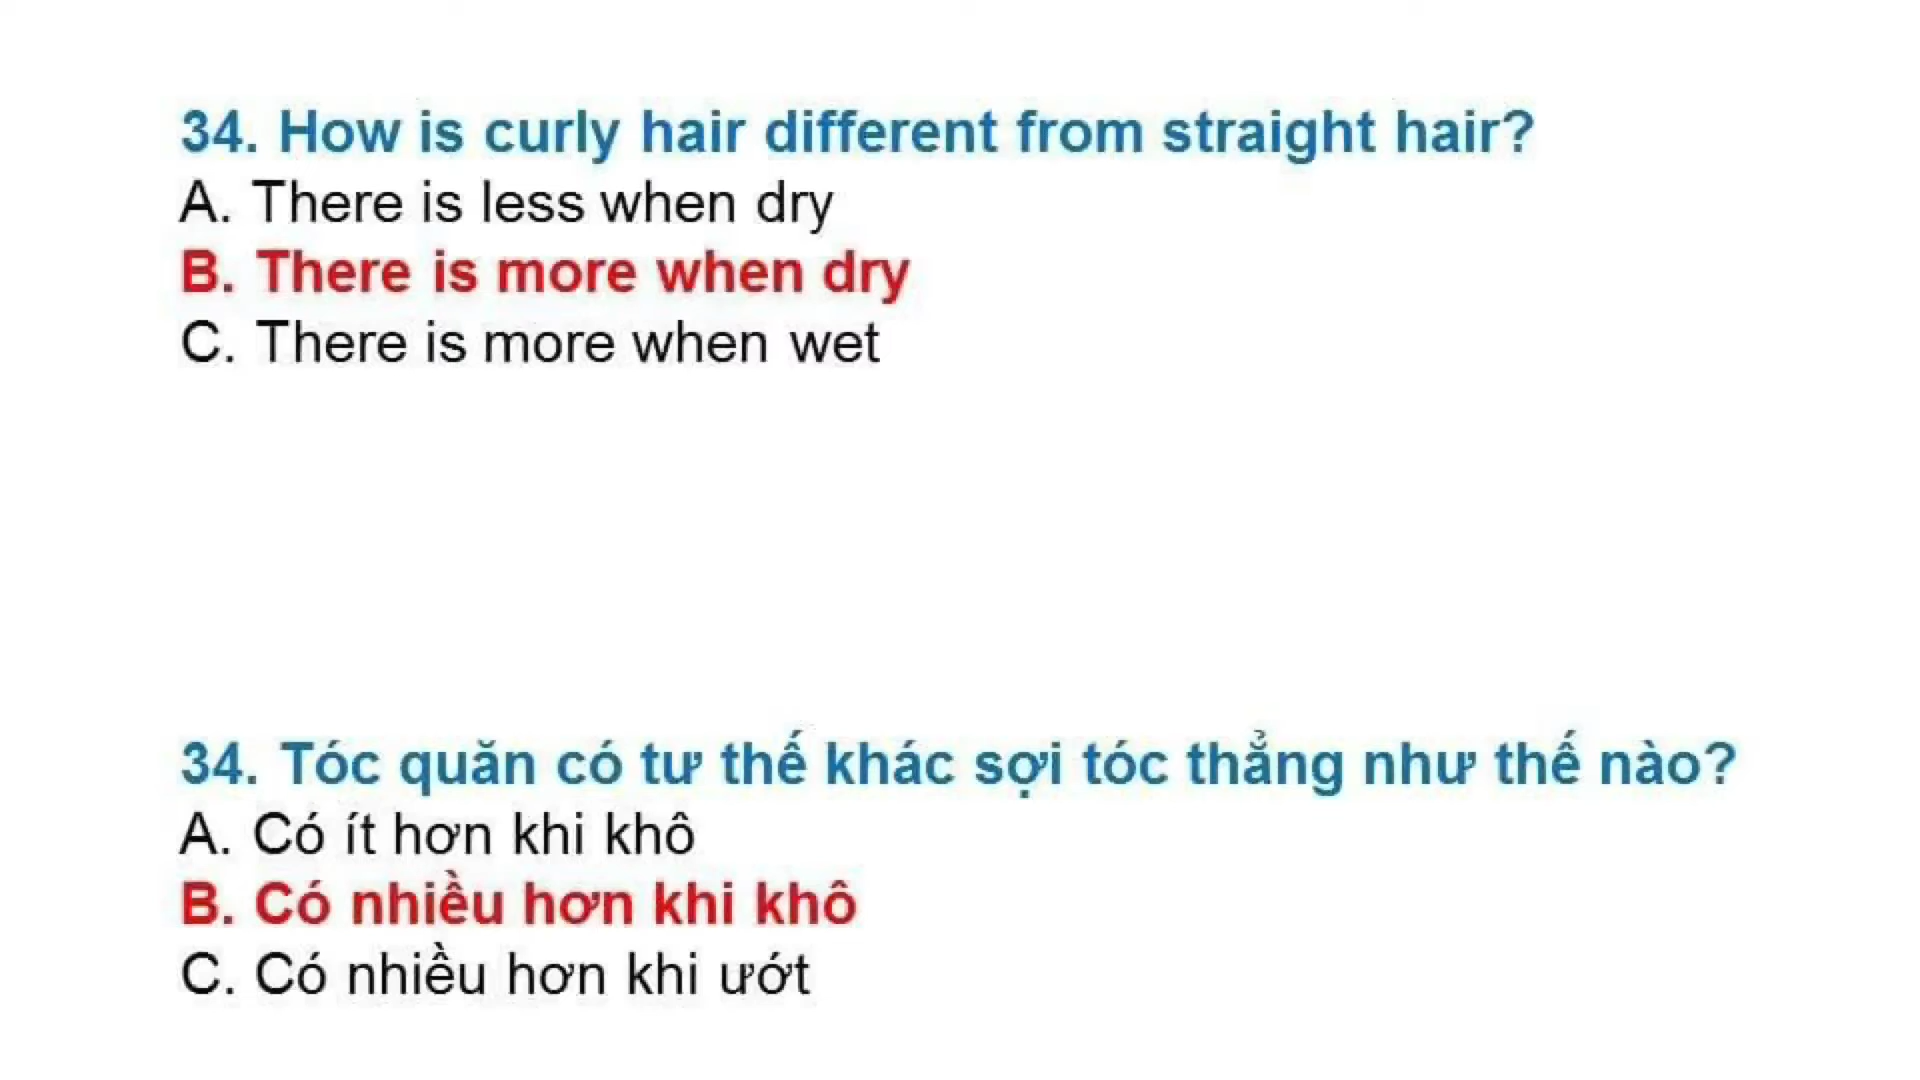 34. How is curly hair different from straight hair?
A. There is less when dry
B. There is more when dry
C. There is more when wet
34. Tóc quăn có tư thế khác sợi tóc thẳng như thế nào?
A. Có ít hơn khi khô
B. Có nhiều hơn khi khô
C. Có nhiều hơn khi ướt